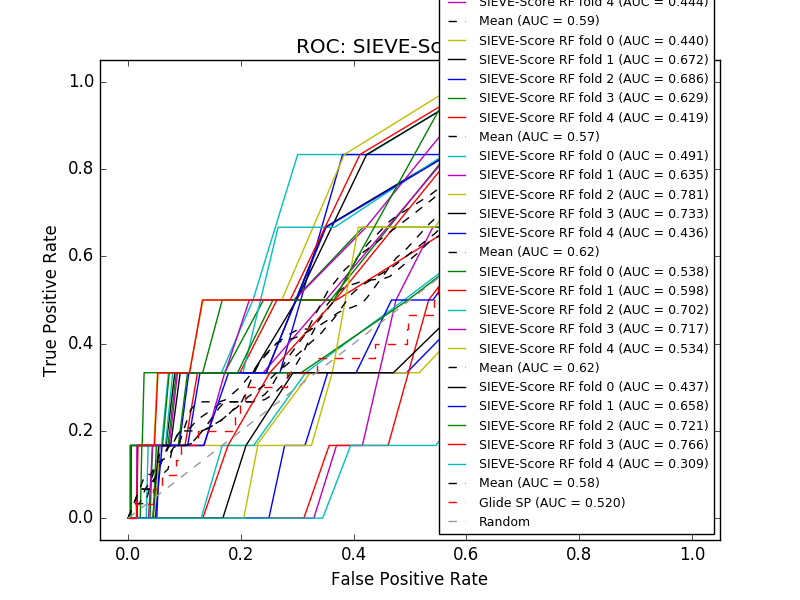 SIEVE-Score RF fold 4 (AUC = 0.444)
Mean (AUC = 0.59)
SIEVE-Score RF fold 0 (AUC = 0.440)
SIEVE-Score RF fold 1 (AUC = 0.672)
SIEVE-Score RF fold 2 (AUC = 0.686)
SIEVE-Score RF fold 3 (AUC = 0.629)
SIEVE-Score RF fold 4 (AUC = 0.419)
Mean (AUC = 0.57)
SIEVE-Score RF fold 0 (AUC = 0.491)
SIEVE-Score RF fold 1 (AUC = 0.635)
SIEVE-Score RF fold 2 (AUC = 0.781)
SIEVE-Score RF fold 3 (AUC = 0.733)
SIEVE-Score RF fold 4 (AUC = 0.436)
Mean (AUC = 0.62)
SIEVE-Score RF fold 0 (AUC = 0.538)
SIEVE-Score RF fold 1 (AUC = 0.598)
SIEVE-Score RF fold 2 (AUC = 0.702)
SIEVE-Score RF fold 3 (AUC = 0.717)
SIEVE-Score RF fold 4 (AUC = 0.534)
Mean (AUC = 0.62)
SIEVE-Score RF fold 0 (AUC = 0.437)
SIEVE-Score RF fold 1 (AUC = 0.658)
SIEVE-Score RF fold 2 (AUC = 0.721)
SIEVE-Score RF fold 3 (AUC = 0.766)
SIEVE-Score RF fold 4 (AUC = 0.309)
Mean (AUC = 0.58)
Glide SP (AUC = 0.520)
Random
ROC: SIEVE-Sc
True Positive Rate
1.0
0.8
0.6
0.4
0.2
0.0
0.0 0.2 0.4 0.6 0.8 1.0
False Positive Rate